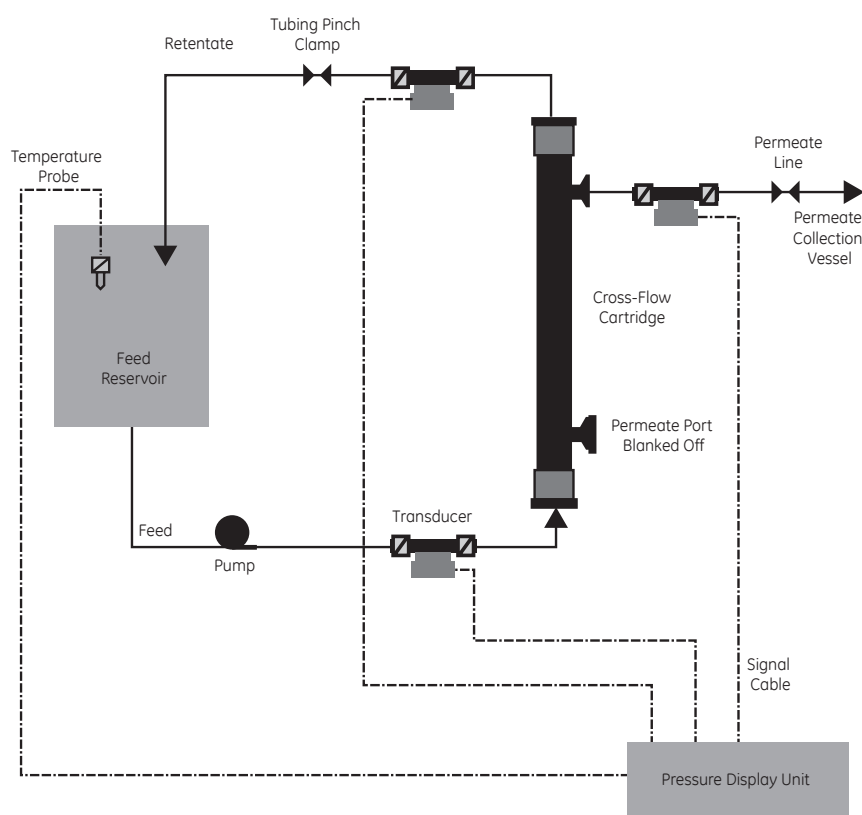 Tubing Pinch
Clamp
Retentate
Temperature
Probe
Permeate
Line
Permeate
Collection
Vessel
Cross-Flow
Cartridge
Feed
Reservoir
Permeate Port
Blanked Off
Transducer
Feed
Pump
Signal
Cable
Pressure Display Unit